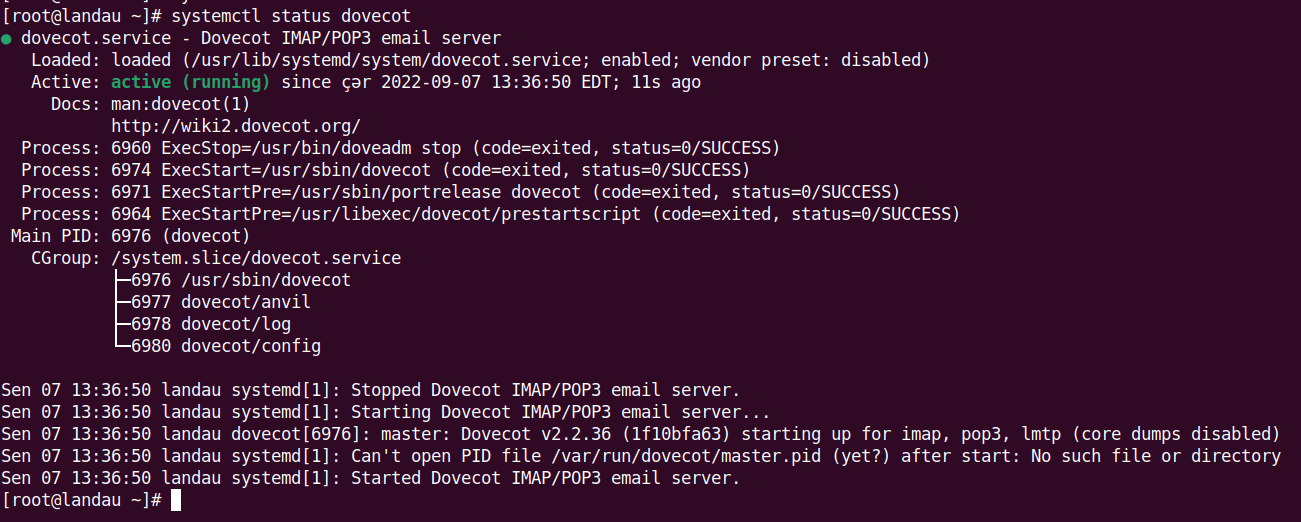 [root@landau ~]# systemctl status dovecot
● dovecot.service - Dovecot IMAP/POP3 email server
   Loaded: loaded (/usr/lib/systemd/system/dovecot.service; enabled; vendor preset: disabled)
   Active: active (running) since çər 2022-09-07 13:36:50 EDT; 11s ago
     Docs: man:dovecot(1)
           http://wiki2.dovecot.org/
  Process: 6960 ExecStop=/usr/bin/doveadm stop (code=exited, status=0/SUCCESS)
  Process: 6974 ExecStart=/usr/sbin/dovecot (code=exited, status=0/SUCCESS)
  Process: 6971 ExecStartPre=/usr/sbin/portrelease dovecot (code=exited, status=0/SUCCESS)
  Process: 6964 ExecStartPre=/usr/libexec/dovecot/prestartscript (code=exited, status=0/SUCCESS)
 Main PID: 6976 (dovecot)
   CGroup: /system.slice/dovecot.service
           ├─6976 /usr/sbin/dovecot
           ├─6977 dovecot/anvil
           ├─6978 dovecot/log
           └─6980 dovecot/config

Sen 07 13:36:50 landau systemd[1]: Stopped Dovecot IMAP/POP3 email server.
Sen 07 13:36:50 landau systemd[1]: Starting Dovecot IMAP/POP3 email server...
Sen 07 13:36:50 landau dovecot[6976]: master: Dovecot v2.2.36 (1f10bfa63) starting up for imap, pop3, lmtp (core dumps disabled)
Sen 07 13:36:50 landau systemd[1]: Can't open PID file /var/run/dovecot/master.pid (yet?) after start: No such file or directory
Sen 07 13:36:50 landau systemd[1]: Started Dovecot IMAP/POP3 email server.
[root@landau ~]#